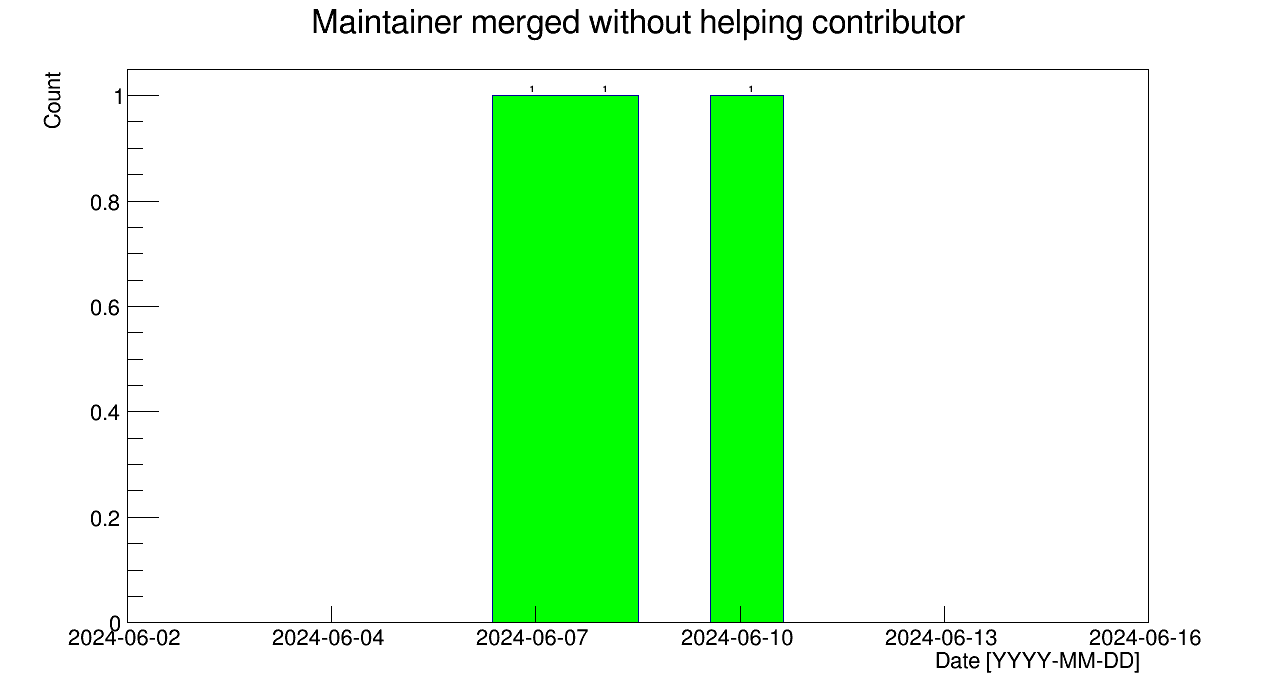 Maintainer merged without helping contributor
Count
1 1 1
1
0.8
0.6
0.4
0.2
0
2024-06-02 2024-06-04 2024-06-07 2024-06-10 2024-06-13 2024-06-16
Date [YYYY-MM-DD]